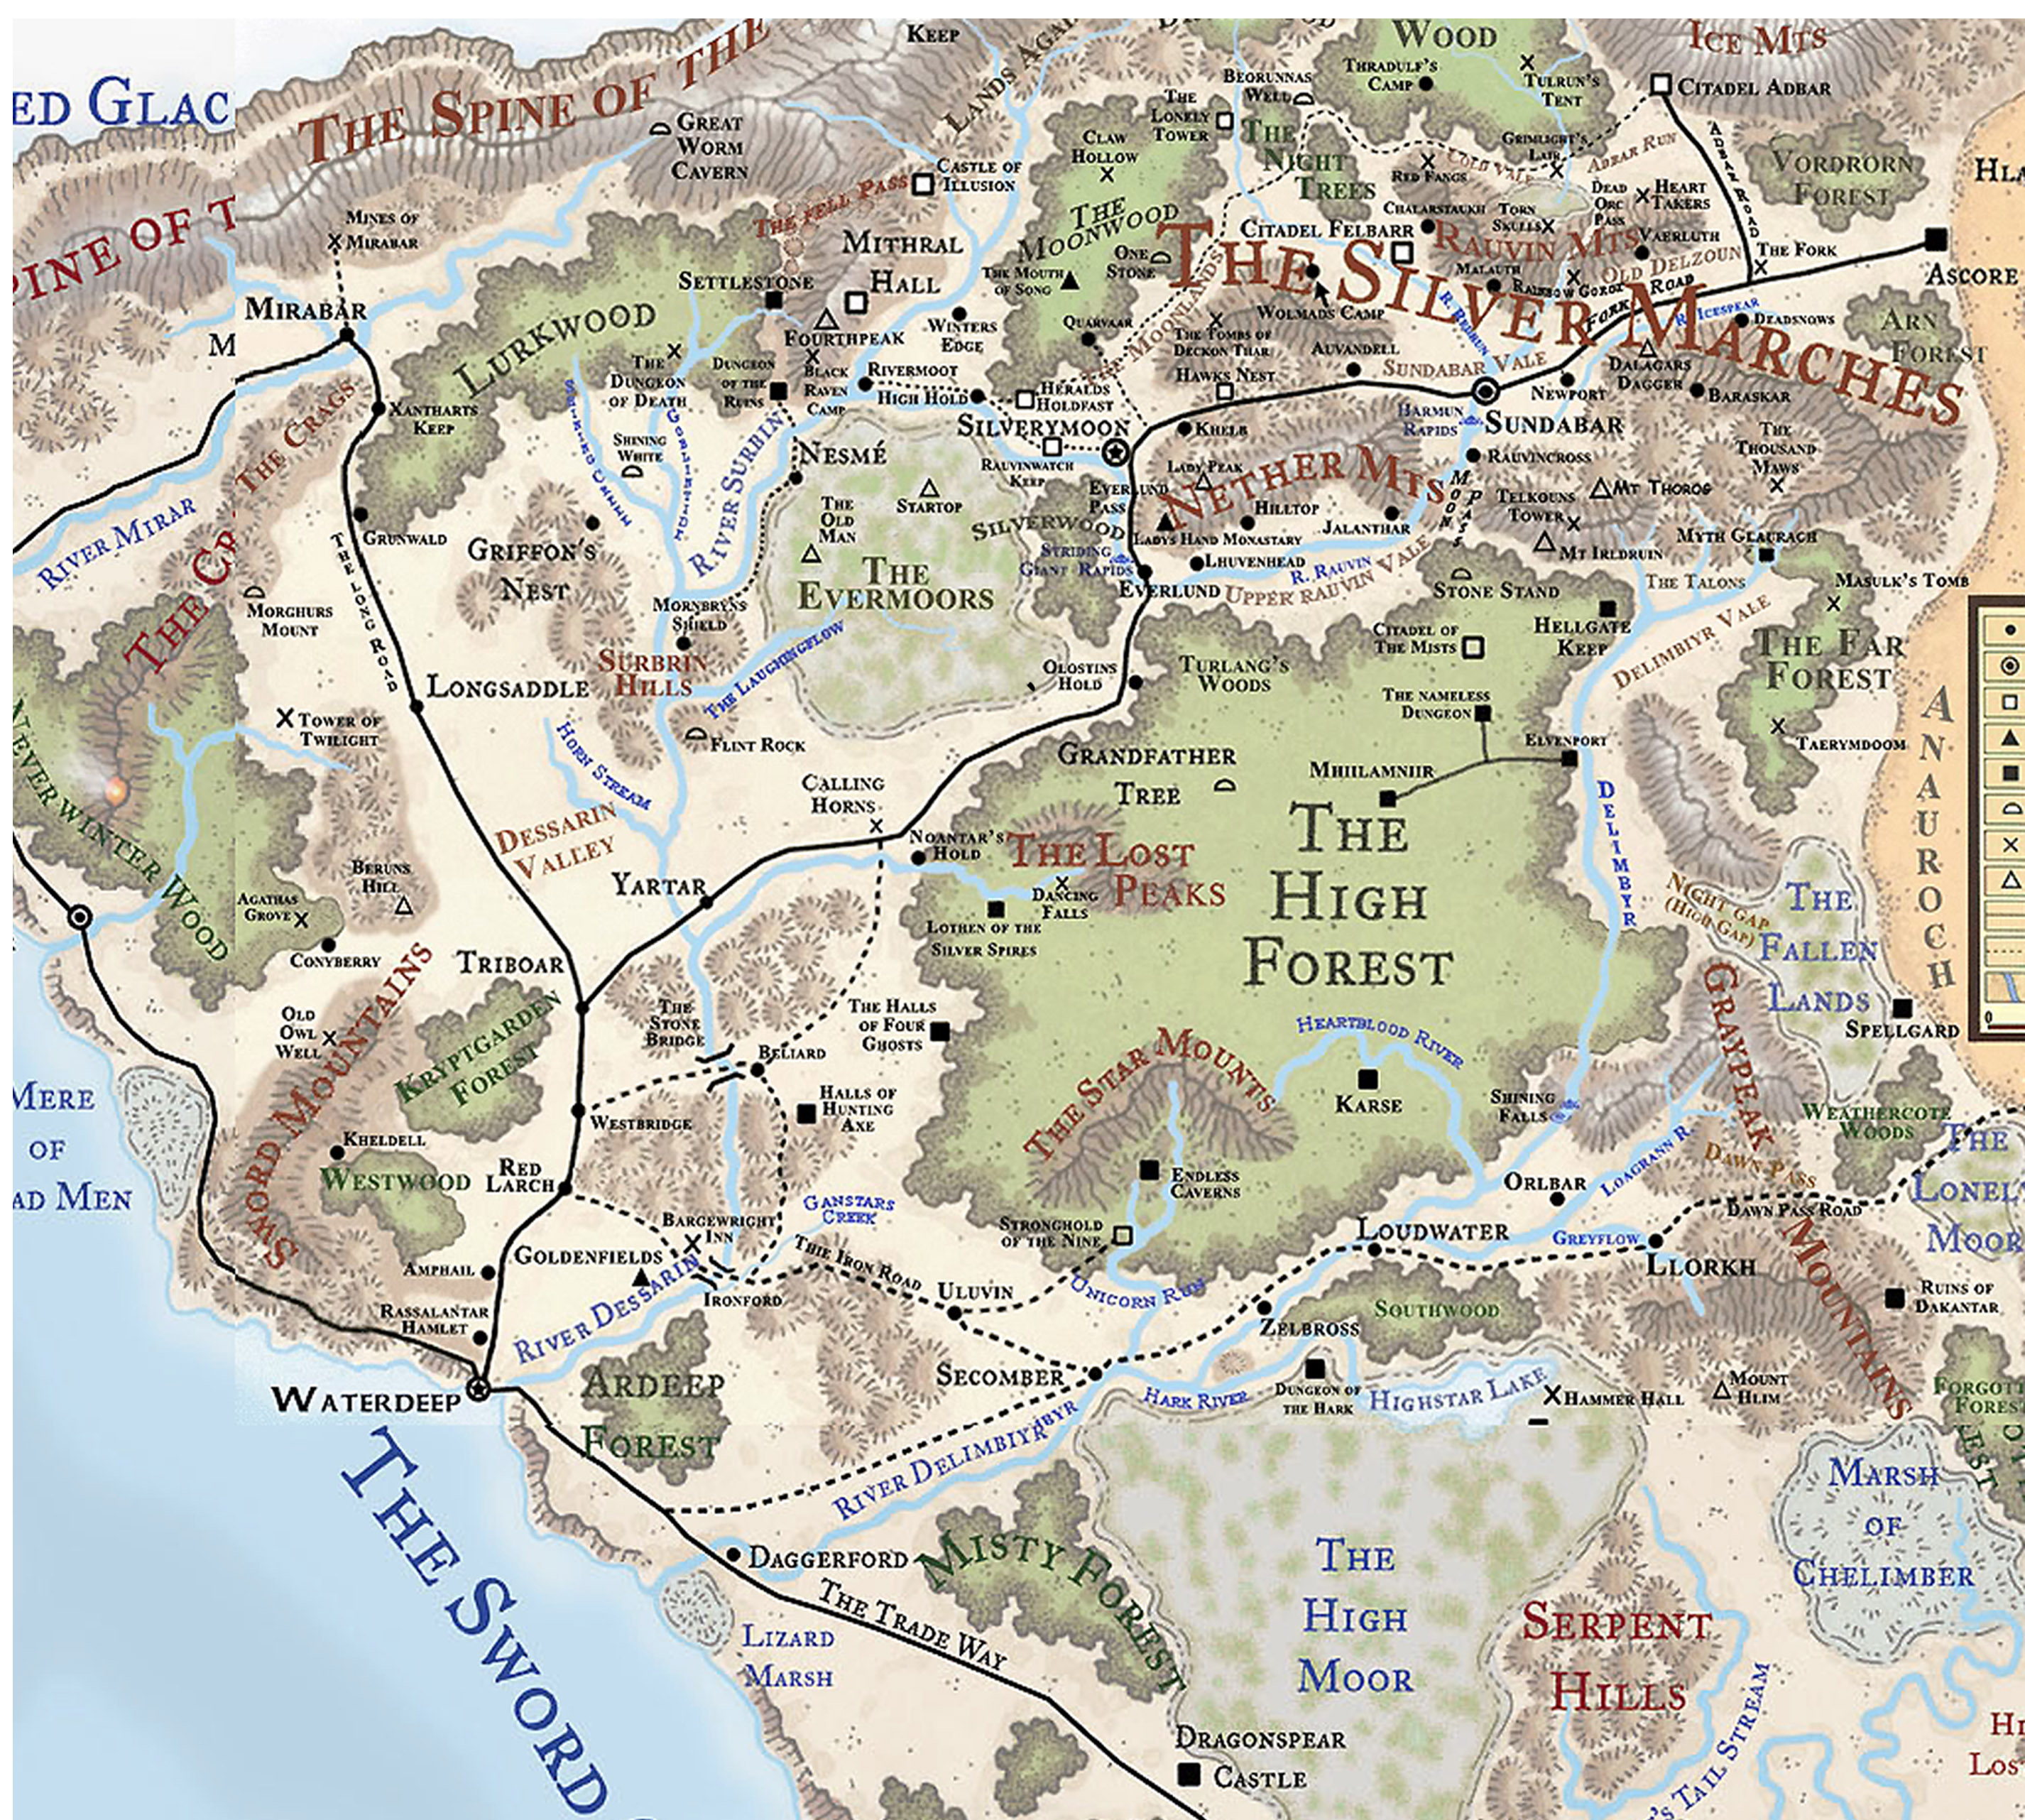 ED GLAC
THE SPINE OF THE
KEEP
LANDS AGA
WOOD
ICE MTS
THRADULF'S
CAMP
TULRUN'S
TENT
CITADEL ADBAR
BEORUNNAS
WELL
THE
LONELY
TOWER
THE
NIGHT
TREES
GREAT
WORM
CAVERN
CLAW
HOLLOW
GRIMLIGHT'S
LAIR
ADBAR RUN
ADBAR ROAD
VORDRORN
FOREST
HLA
COLD VALE
RED FANGS
CASTLE OF
ILLUSION
THE FELL PASS
DEAD
ORC
PASS
HEART
TAKERS
PINE OF T
MINES OF
MIRABAR
THE
MOONWOOD
CHALARSTAUKH
TORN
SKULLS
CITADEL FELBARR
RAUVIN MTS
VAERLUTH
THE FORK
MITHRAL
HALL
ONE
STONE
THE MOUTH
OF SONG
THE SILVER MARCHES
MALAUTH
OLD DELZOUN
RAINBOW GORGE
FORK ROAD
ASCORE
SETTLESTONE
MIRABAR
M
LURKWOOD
FOURTHPEAK
WINTERS
EDGE
QUARVAAR
THE MOONLANDS
WOLMADS CAMP
R. REDRUN
R. ICESPEAR
DEADSNOWS
ARN
FOREST
THE TOMBS OF
DECKON THAR
AUVANDELL
SUNDABAR VALE
DALAGARS
DAGGER
THE
DUNGEON
OF DEATH
DUNGEON
OF THE
RUINS
BLACK
RAVEN
CAMP
RIVERMOOT
HIGH HOLD
HERALDS
HOLDFAST
HAWKS NEST
NEWPORT
BARASKAR
THE CRAGS
XANTHARTS
KEEP
SILVERYMOON
KHELB
HARMUN
RAPIDS
SUNDABAR
THE
THOUSAND
MAWS
SHINING
WHITE
RIVER SURBIN
NESMÉ
RAUVINWATCH
KEEP
LADY PEAK
NETHER MTS
RAUVINCROSS
MOONS PASS
TELKOUNS
TOWER
MT THOROG
STARTOP
THE
OLD
MAN
EVERLUND
PASS
SILVERWOOD
HILLTOP
JALANTHAR
RIVER MIRAR
GRUNWALD
THE LONG ROAD
GRIFFON'S
NEST
LADYS HAND MONASTARY
MT IRLDRUIN
MYTH GLAURACH
STRIDING
GIANT RAPIDS
LHUVENHEAD
R. RAUVIN
THE
EVERMOORS
EVERLUND
UPPER RAUVIN VALE
STONE STAND
THE TALONS
MASULK'S TOMB
THE CR
MORGHURS
MOUNT
MORNBRYNS
SHIELD
HELLGATE
KEEP
DELIMBIYR VALE
THE FAR
FOREST
CITADEL OF
THE MISTS
SURBRIN
HILLS
THE LAUGHINGFLOW
OLOSTINS
HOLD
TURLANG'S
WOODS
LONGSADDLE
THE NAMELESS
DUNGEON
ANAUROCH
TOWER OF
TWILIGHT
FLINT ROCK
HORN STREAM
GRANDFATHER
TREE
ELVENPORT
TAERYMDOOM
MHIILAMNIIR
NEVERWINTER WOOD
CALLING
HORNS
DESSARIN
VALLEY
THE
HIGH
FOREST
DELIMBYR
NOANTAR'S
HOLD
THE LOST
PEAKS
DANCING
FALLS
BERUNS
HILL
YARTAR
AGATHAS
GROVE
NIGHT GAP
(HIGH GAP)
THE
FALLEN
LANDS
LOTHEN OF THE
SILVER SPIRES
CONYBERRY
TRIBOAR
0
SPELLGARD
OLD
OWL
WELL
SWORD MOUNTAINS
KRYPTGARDEN
FOREST
THE
STONE
BRIDGE
THE HALLS
OF FOUR
GHOSTS
BELIARD
HEARTBLOOD RIVER
THE STAR MOUNTS
GRAYPEAK
MOUNTAINS
MERE
OF
AD MEN
HALLS OF
HUNTING
AXE
KARSE
SHINING
FALLS
WEATHERCOTE
WOODS
WESTBRIDGE
KHELDELL
WESTWOOD
RED
LARCH
ENDLESS
CAVERNS
LOAGRANN R.
DAWN PASS
THE
LONELY
MOOR
ORLBAR
GANSTARS
CREEK
BARGEWRIGHT
INN
STRONGHOLD
OF THE NINE
DAWN PASS ROAD
LOUDWATER
GREYFLOW
LLORKH
GOLDENFIELDS
AMPHAIL
THIE IRON ROAD
ULUVIN
UNICORN RUN
IRONFORD
RIVER DESSARIN
RASSALANTAR
HAMLET
ZELBROSS
SOUTHWOOD
RUINS OF
DAKANTAR
WATERDEEP
ARDEEP
FOREST
SECOMBER
HARK RIVER
DUNGEON OF
THE HARK
HIGHSTAR LAKE
HAMMER HALL
MOUNT
HLIM
FORGOTT
FOREST
EST
RIVER DELIMBIYR
BYR
MARSH
OF
CHELIMBER
THE SWORD
DAGGERFORD
MISTY FOREST
THE TRADE WAY
THE
HIGH
MOOR
LIZARD
MARSH
SERPENT
HILLS
DRAGONSPEAR
CASTLE
'S TAIL STREAM
HI
LOS